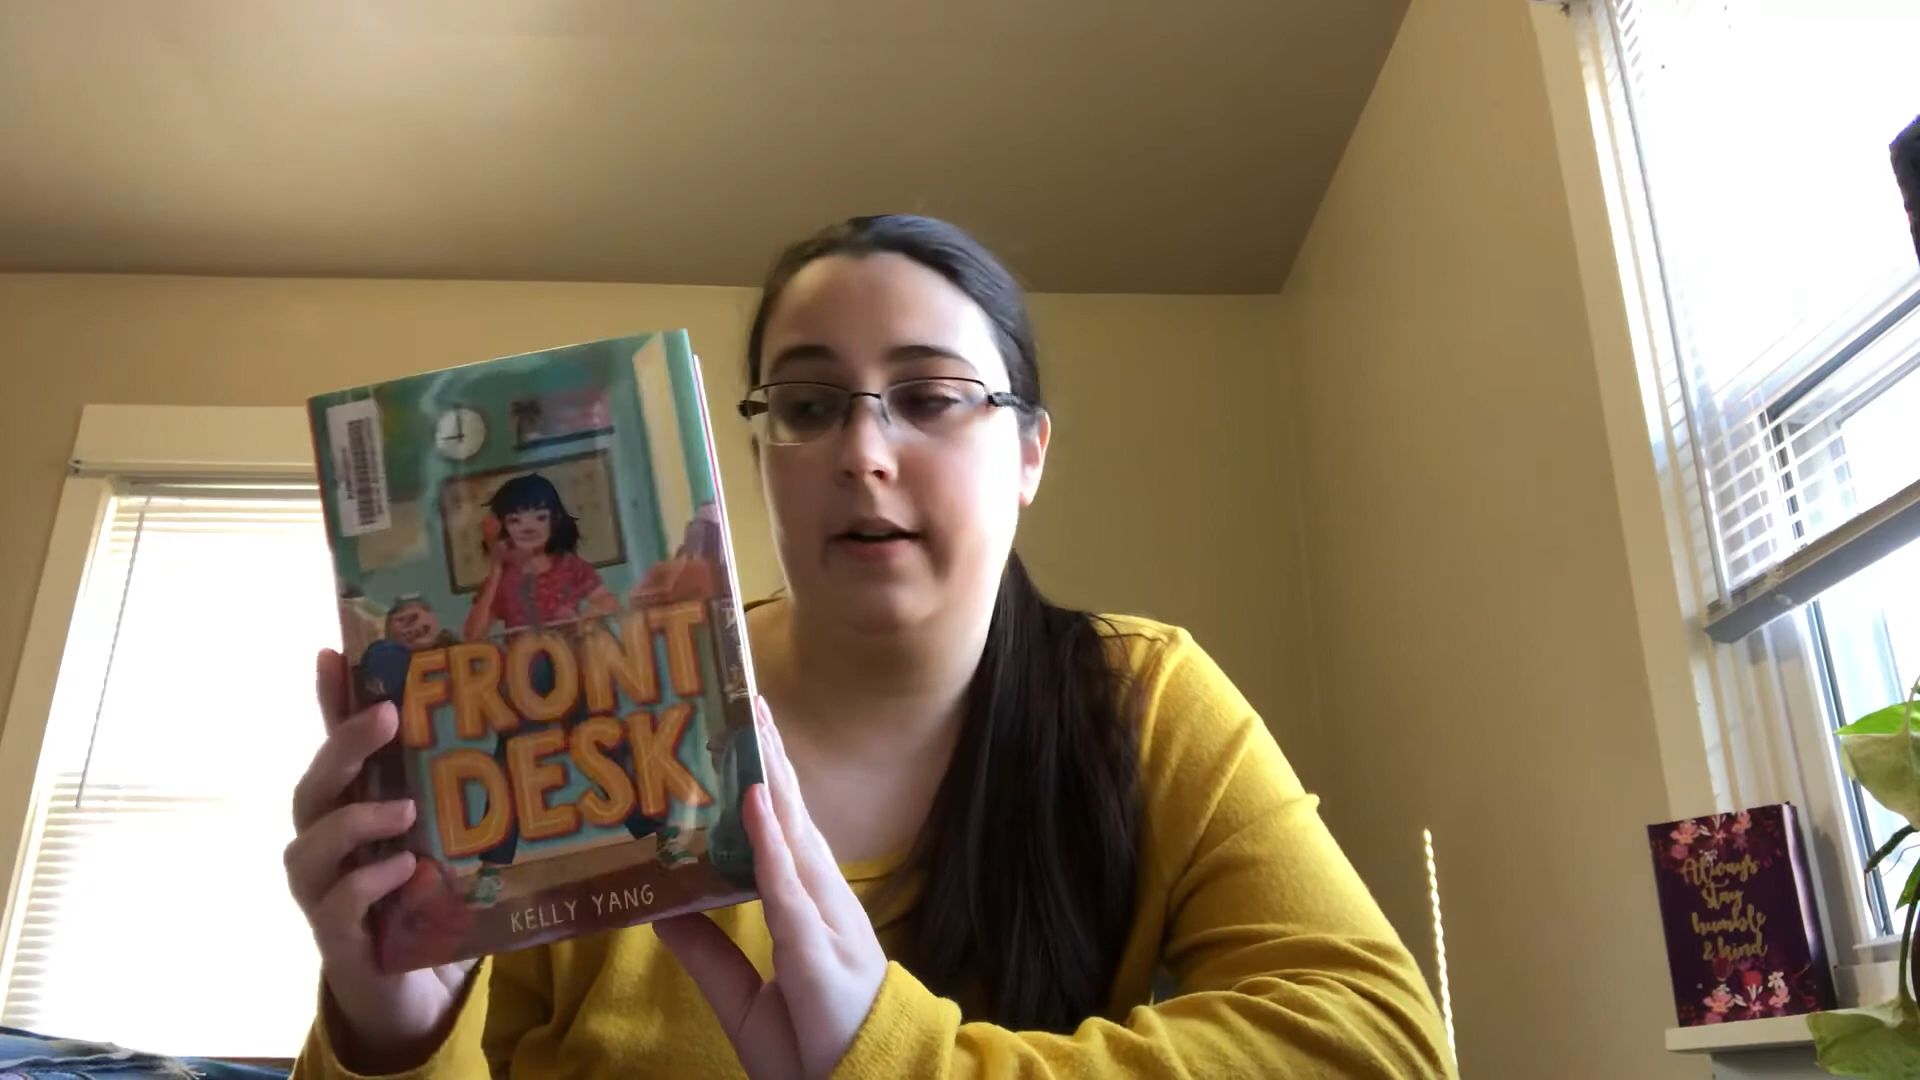 FRONT
DESK
KELLY YANG
Always
stay
humble
& kind